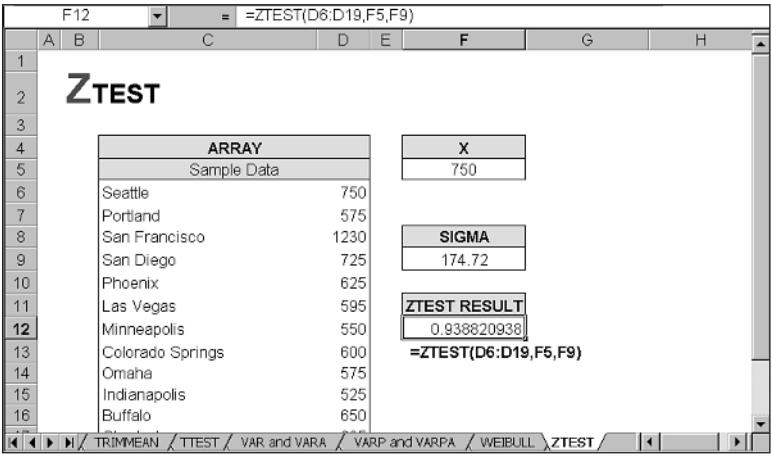 F12 = =ZTEST(D6:D19,F5,F9)
A B C D E F G H
1
2 ZTEST
3
4 ARRAY X
5 Sample Data 750
6 Seattle 750
7 Portland 575
8 San Francisco 1230 SIGMA
9 San Diego 725 174.72
10 Phoenix 625
11 Las Vegas 595 ZTEST RESULT
12 Minneapolis 550 0.938820938
13 Colorado Springs 600 =ZTEST(D6:D19,F5,F9)
14 Omaha 575
15 Indianapolis 525
16 Buffalo 650
TRIMMEAN TTEST VAR and VARA VARP and VARPA WEIBULL ZTEST